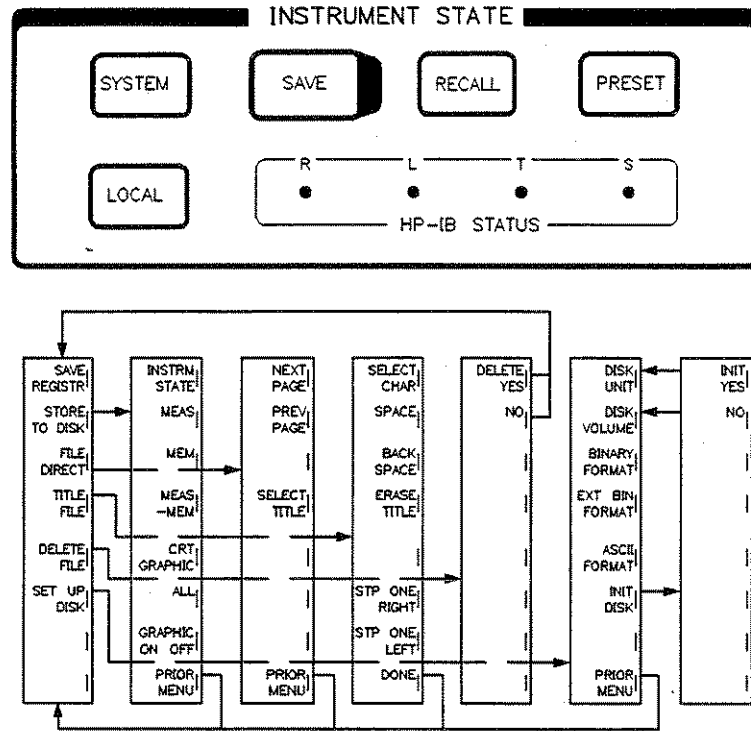 INSTRUMENT STATE
SYSTEM
SAVE
RECALL
PRESET
LOCAL
R L T S
HP-IB STATUS
SAVE
REGISTR
STORE
TO DISK
FILE
DIRECT
TITLE
FILE
DELETE
FILE
SET UP
DISK
INSTRM
STATE
MEAS
MEM
MEAS
-MEM
CRT
GRAPHIC
ALL
GRAPHIC
ON OFF
PRIOR
MENU
NEXT
PAGE
PREV
PAGE
SELECT
TITLE
PRIOR
MENU
SELECT
CHAR
SPACE
BACK
SPACE
ERASE
TITLE
STP ONE
RIGHT
STP ONE
LEFT
DONE
DELETE
YES
NO
DISK
UNIT
DISK
VOLUME
BINARY
FORMAT
EXT BIN
FORMAT
ASCII
FORMAT
INIT
DISK
PRIOR
MENU
INIT
YES
NO